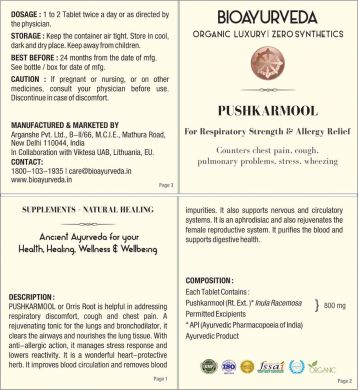 DOSAGE : 1 to 2 Tablet twice a day or as directed by
the physician.
STORAGE : Keep the container air tight. Store in cool,
dark and dry place. Keep away from children.
BEST BEFORE : 24 months from the date of mfg.
See bottle / box for date of mfg.
CAUTION : If pregnant or nursing, or on other
medicines, consult your physician before use.
Discontinue in case of discomfort.
MANUFACTURED & MARKETED BY
Arganshe Pvt. Ltd., B-II/66, M.C.I.E., Mathura Road,
New Delhi 110044, India
In Collaboration with Viktesa UAB, Lithuania, EU.
CONTACT:
1800-103-1935 | care@bioayurveda.in
www.bioayurveda.in
Page 3
BIOAYURVEDA
ORGANIC LUXURY | ZERO SYNTHETICS
PUSHKARMOOL
For Respiratory Strength & Allergy Relief
Counters chest pain, cough,
pulmonary problems, stress, wheezing
SUPPLEMENTS - NATURAL HEALING
Ancient Ayurveda for your
Health, Healing, Wellness & Wellbeing
DESCRIPTION :
PUSHKARMOOL or Orris Root is helpful in addressing
respiratory discomfort, cough and chest pain. A
rejuvenating tonic for the lungs and bronchodilator, it
clears the airways and nourishes the lung tissue. With
anti-allergic action, it manages stress response and
lowers reactivity. It is a wonderful heart-protective
herb. It improves blood circulation and removes blood
Page 1
impurities. It also supports nervous and circulatory
systems. It is an aphrodisiac and also rejuvenates the
female reproductive system. It purifies the blood and
supports digestive health.
COMPOSITION :
Each Tablet Contains :
Pushkarmool (Rt. Ext. )* Inula Racemosa } 800 mg
Permitted Excipients
* API (Ayurvedic Pharmacopoeia of India)
Ayurvedic Product
GMP
ISO
fssai
ORGANIC
Page 2